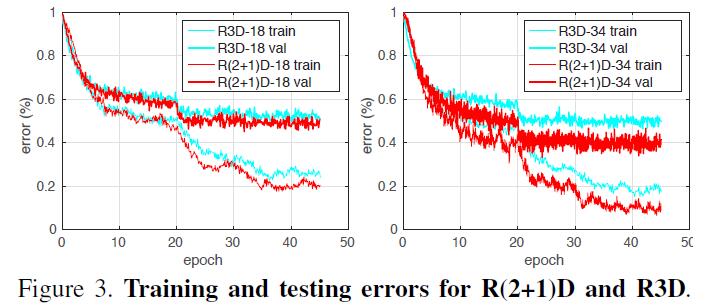 R3D-18 train
R3D-18 val
R(2+1)D-18 train
R(2+1)D-18 val
1
0.8
0.6
0.4
0.2
0
error (%)
0 10 20 30 40 50
epoch
R3D-34 train
R3D-34 val
R(2+1)D-34 train
R(2+1)D-34 val
1
0.8
0.6
0.4
0.2
0
error (%)
0 10 20 30 40 50
epoch
Figure 3. Training and testing errors for R(2+1)D and R3D.